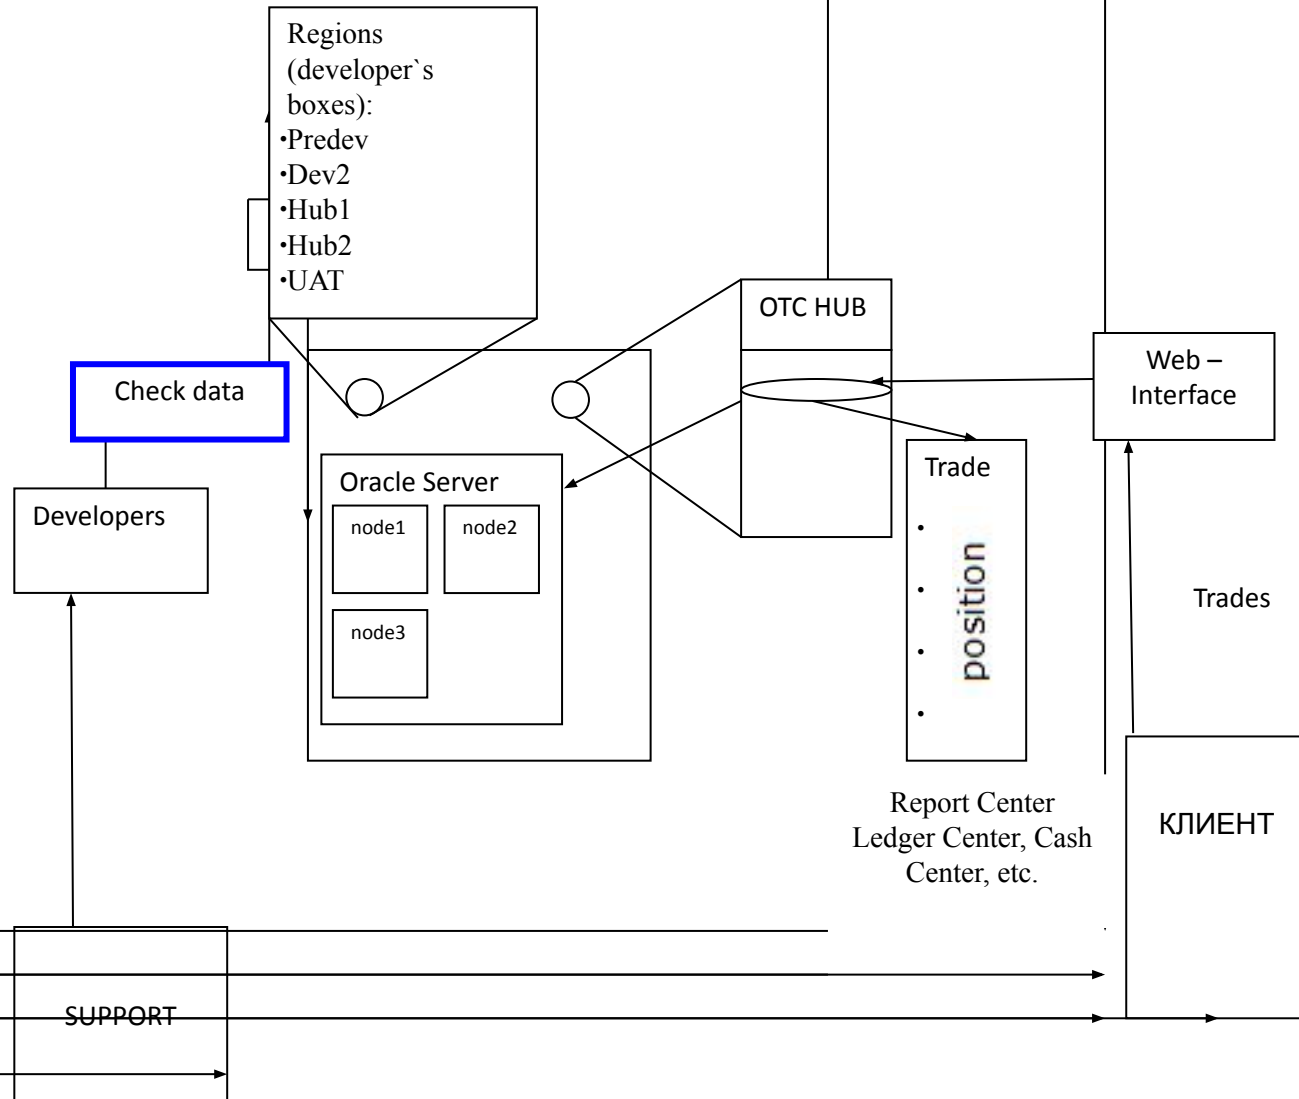 Regions
(developer`s
boxes):
•Predev
•Dev2
•Hub1
•Hub2
•UAT
OTC HUB
Web –
Interface
Check data
Trade
Oracle Server
Developers
node1
node2
position
Trades
node3
Report Center
Ledger Center, Cash
Center, etc.
КЛИЕНТ
SUPPORT